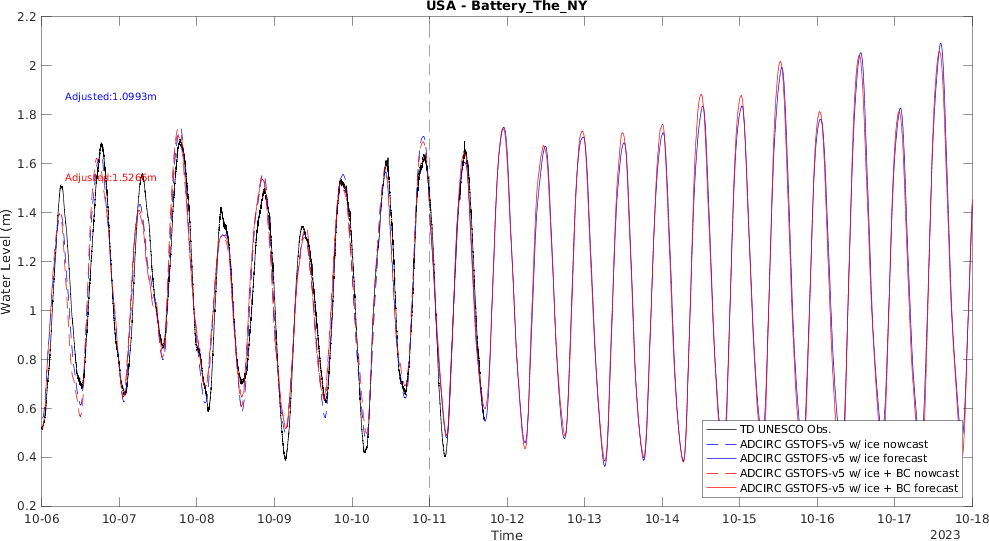 USA - Battery_The_NY
2.2
2
1.8
1.6
1.4
1.2
1
0.8
0.6
0.4
0.2
Water Level (m)
Adjusted:1.0993m
TD UNESCO Obs.
ADCIRC GSTOFS-v5 w/ ice nowcast
ADCIRC GSTOFS-v5 w/ ice forecast
ADCIRC GSTOFS-v5 w/ ice + BC nowcast
ADCIRC GSTOFS-v5 w/ ice + BC forecast
10-06 10-07 10-08 10-09 10-10 10-11 10-12 10-13 10-14 10-15 10-16 10-17 10-18
Time
2023